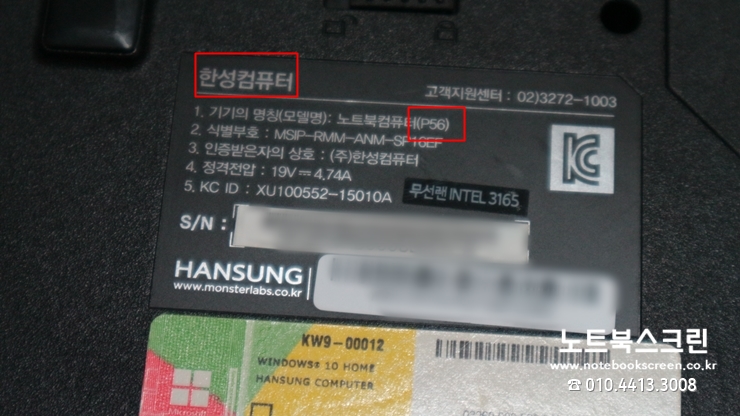 한성컴퓨터
고객지원센터 : 02)3272-1003
1. 기기의 명칭(모델명): 노트북컴퓨터(P56)
2. 식별부호 : MSIP-RMM-ANM-SP16EF
3. 인증받은자의 상호 : (주)한성컴퓨터
4. 정격전압 : 19V⎓4.74A
5. KC ID : XU100552-15010A
무선랜 INTEL 3165
S/N :
HANSUNG
www.monsterlabs.co.kr
KW9-00012
WINDOWS® 10 HOME
HANSUNG COMPUTER
Microsoft
노트북스크린
www.notebookscreen.co.kr
☎ 010.4413.3008